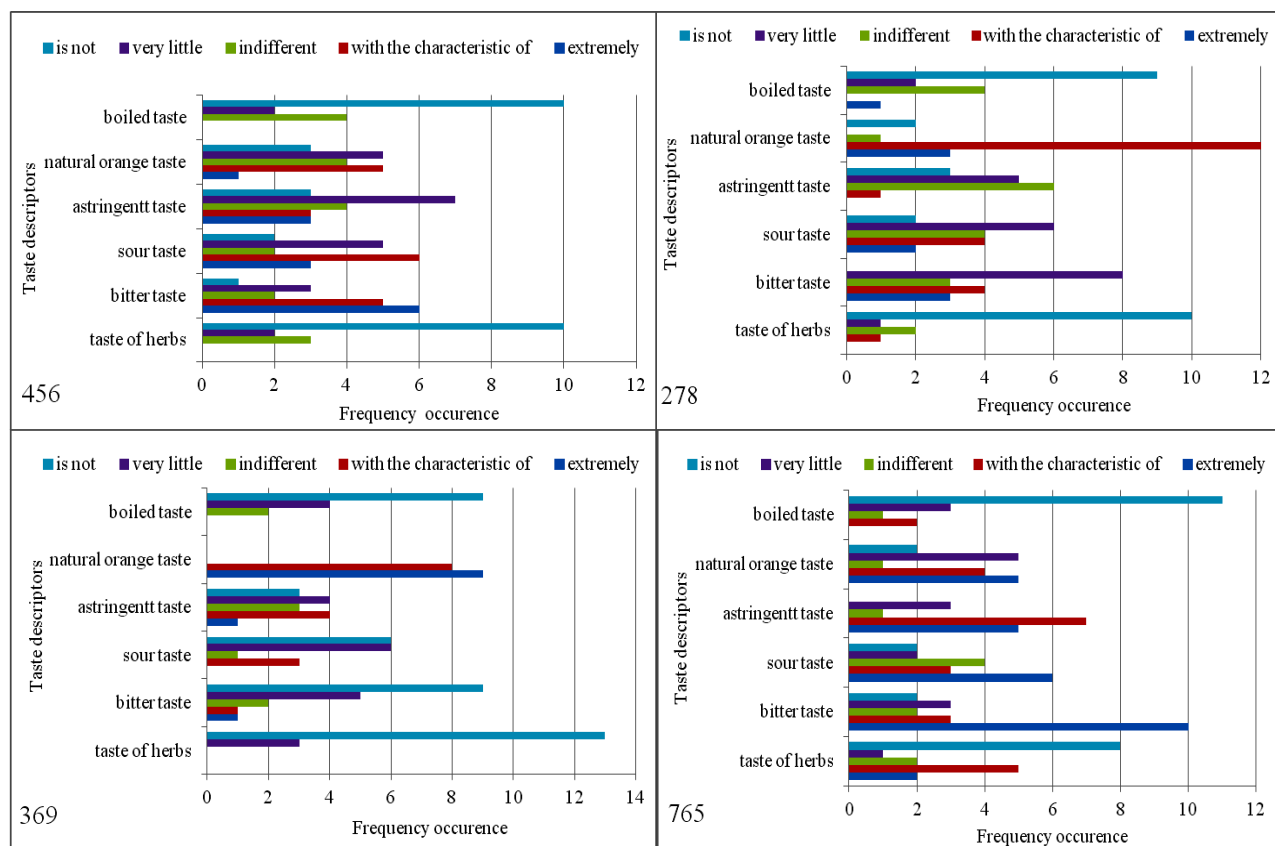 is not very little indifferent with the characteristic of extremely
Taste descriptors
boiled taste
natural orange taste
astringentt taste
sour taste
bitter taste
taste of herbs
0 2 4 6 8 10 12
Frequency occurence
456
is not very little indifferent with the characteristic of extremely
Taste descriptors
boiled taste
natural orange taste
astringentt taste
sour taste
bitter taste
taste of herbs
0 2 4 6 8 10 12
Frequency occurence
278
is not very little indifferent with the characteristic of extremely
Taste descriptors
boiled taste
natural orange taste
astringentt taste
sour taste
bitter taste
taste of herbs
0 2 4 6 8 10 12 14
Frequency occurence
369
is not very little indifferent with the characteristic of extremely
Taste descriptors
boiled taste
natural orange taste
astringentt taste
sour taste
bitter taste
taste of herbs
0 2 4 6 8 10 12
Frequency occurence
765